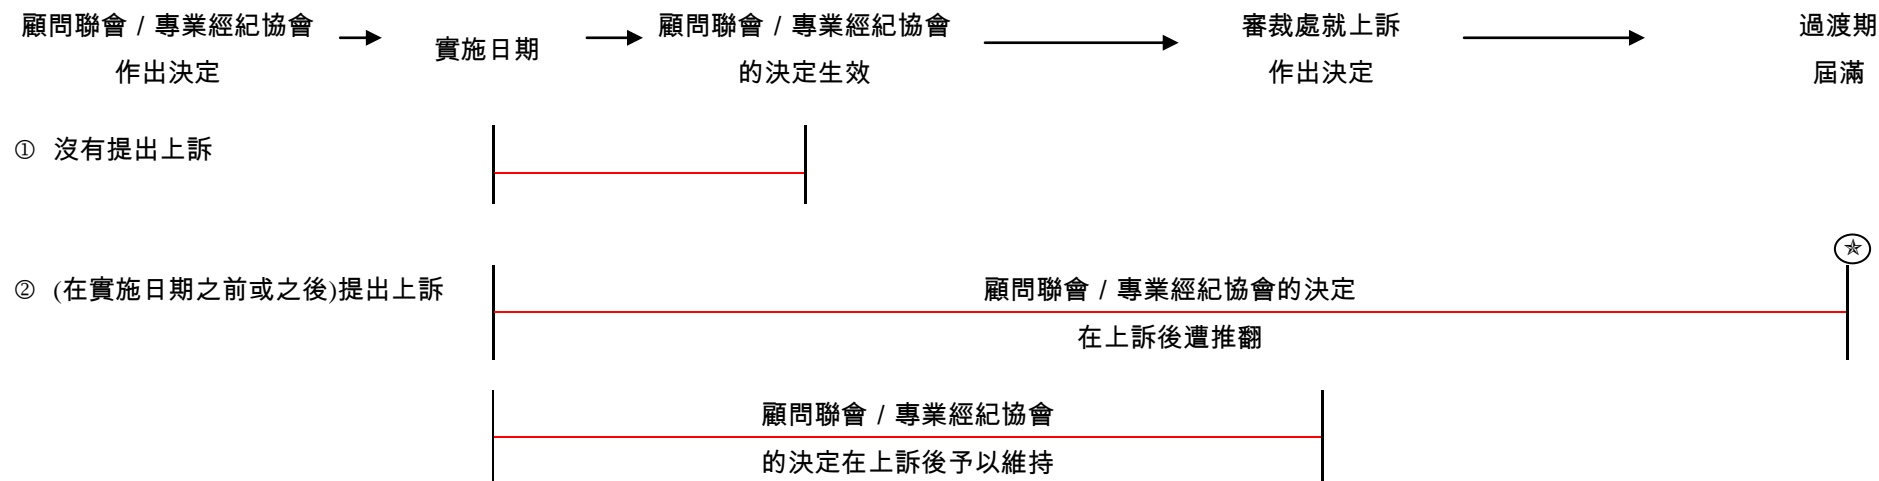 顧問聯會 / 專業經紀協會
作出決定
實施日期
顧問聯會 / 專業經紀協會
的決定生效
審裁處就上訴
作出決定
過渡期
屆滿
① 沒有提出上訴
② (在實施日期之前或之後)提出上訴
顧問聯會 / 專業經紀協會的決定
在上訴後遭推翻
顧問聯會 / 專業經紀協會
的決定在上訴後予以維持